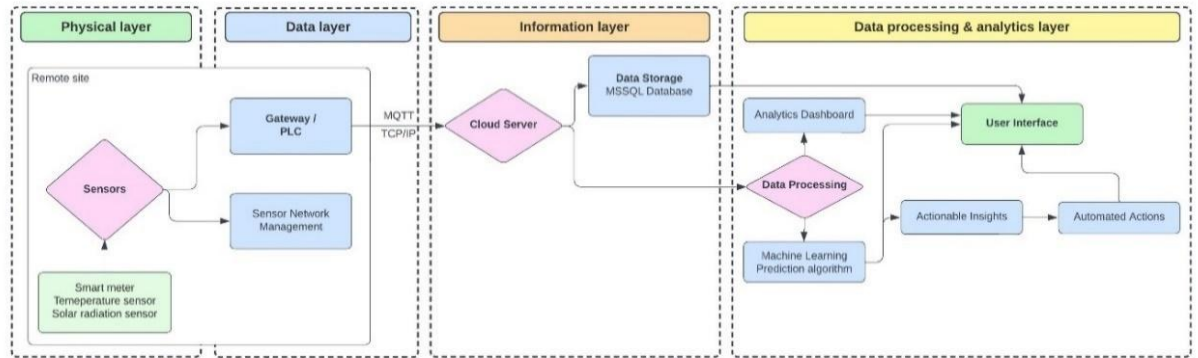 Physical layer
Data layer
Information layer
Data processing & analytics layer
Remote site
Sensors
Smart meter
Temeperature sensor
Solar radiation sensor
Gateway /
PLC
Sensor Network
Management
MQTT
TCP/IP
Cloud Server
Data Storage
MSSQL Database
Analytics Dashboard
User Interface
Data Processing
Actionable Insights
Automated Actions
Machine Learning
Prediction algorithm